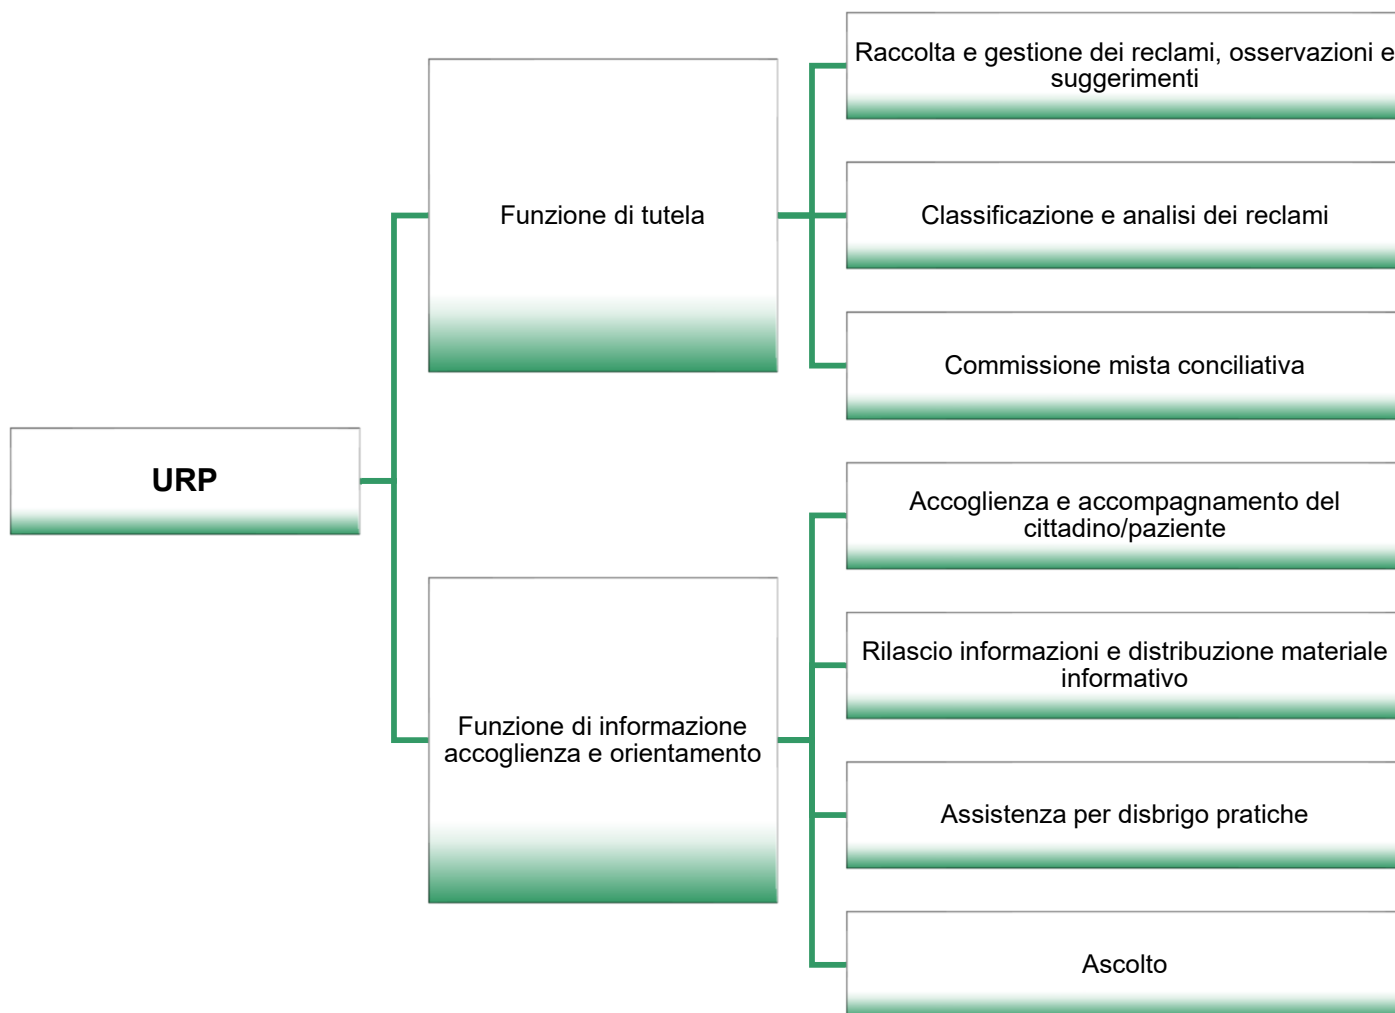 URP
Funzione di tutela
Raccolta e gestione dei reclami, osservazioni e
suggerimenti
Classificazione e analisi dei reclami
Commissione mista conciliativa
Funzione di informazione
accoglienza e orientamento
Accoglienza e accompagnamento del
cittadino/paziente
Rilascio informazioni e distribuzione materiale
informativo
Assistenza per disbrigo pratiche
Ascolto